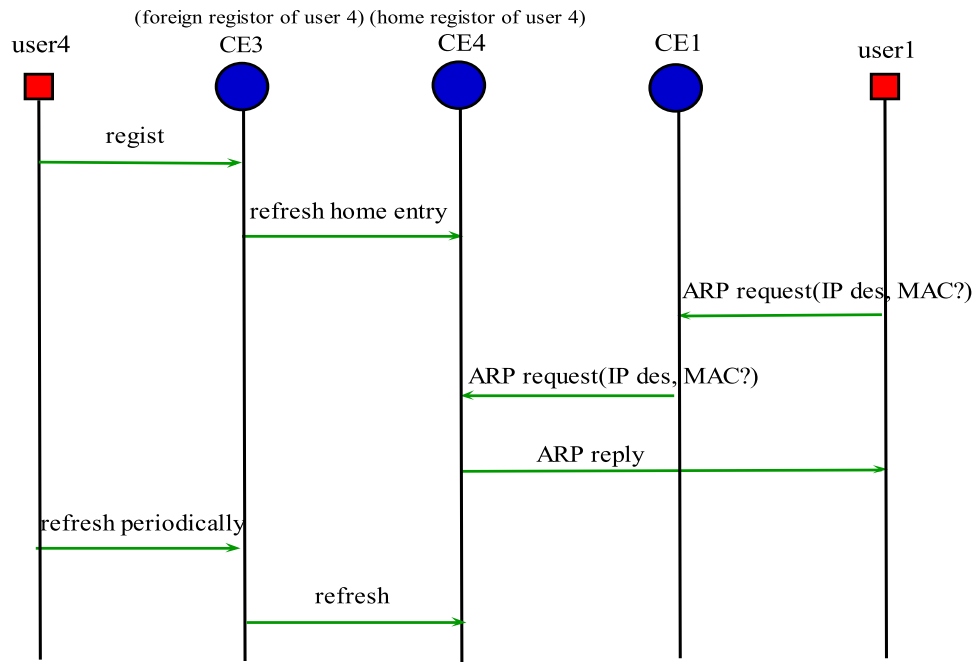 (foreign registor of user 4) (home registor of user 4)
user4
CE3
CE4
CE1
user1
regist
refresh home entry
ARP request(IP des, MAC?)
ARP request(IP des, MAC?)
ARP reply
refresh periodically
refresh